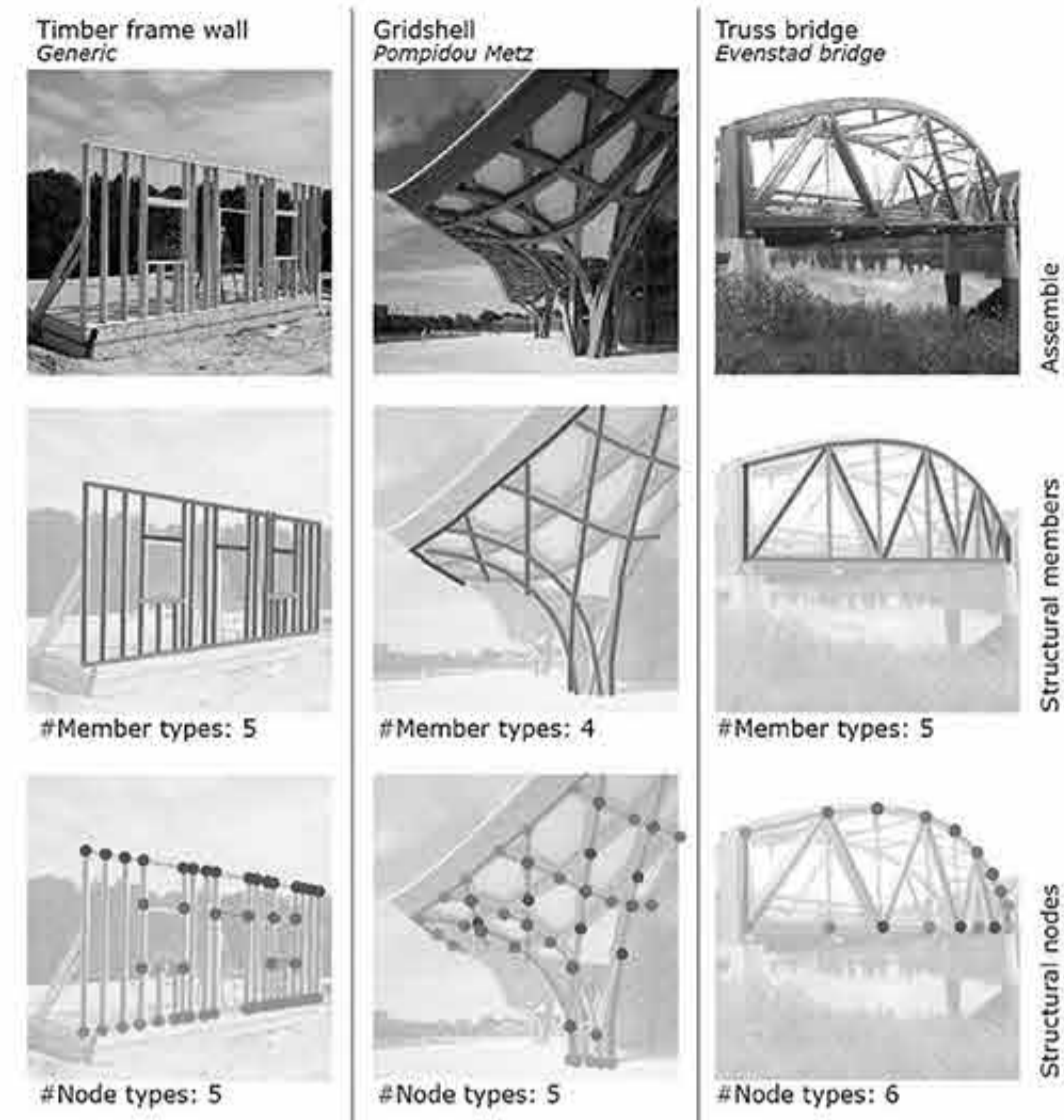 Timber frame wall
Generic
Gridshell
Pompidou Metz
Truss bridge
Evenstad bridge
Assemble
#Member types: 5
#Member types: 4
#Member types: 5
Structural members
#Node types: 5
#Node types: 5
#Node types: 6
Structural nodes